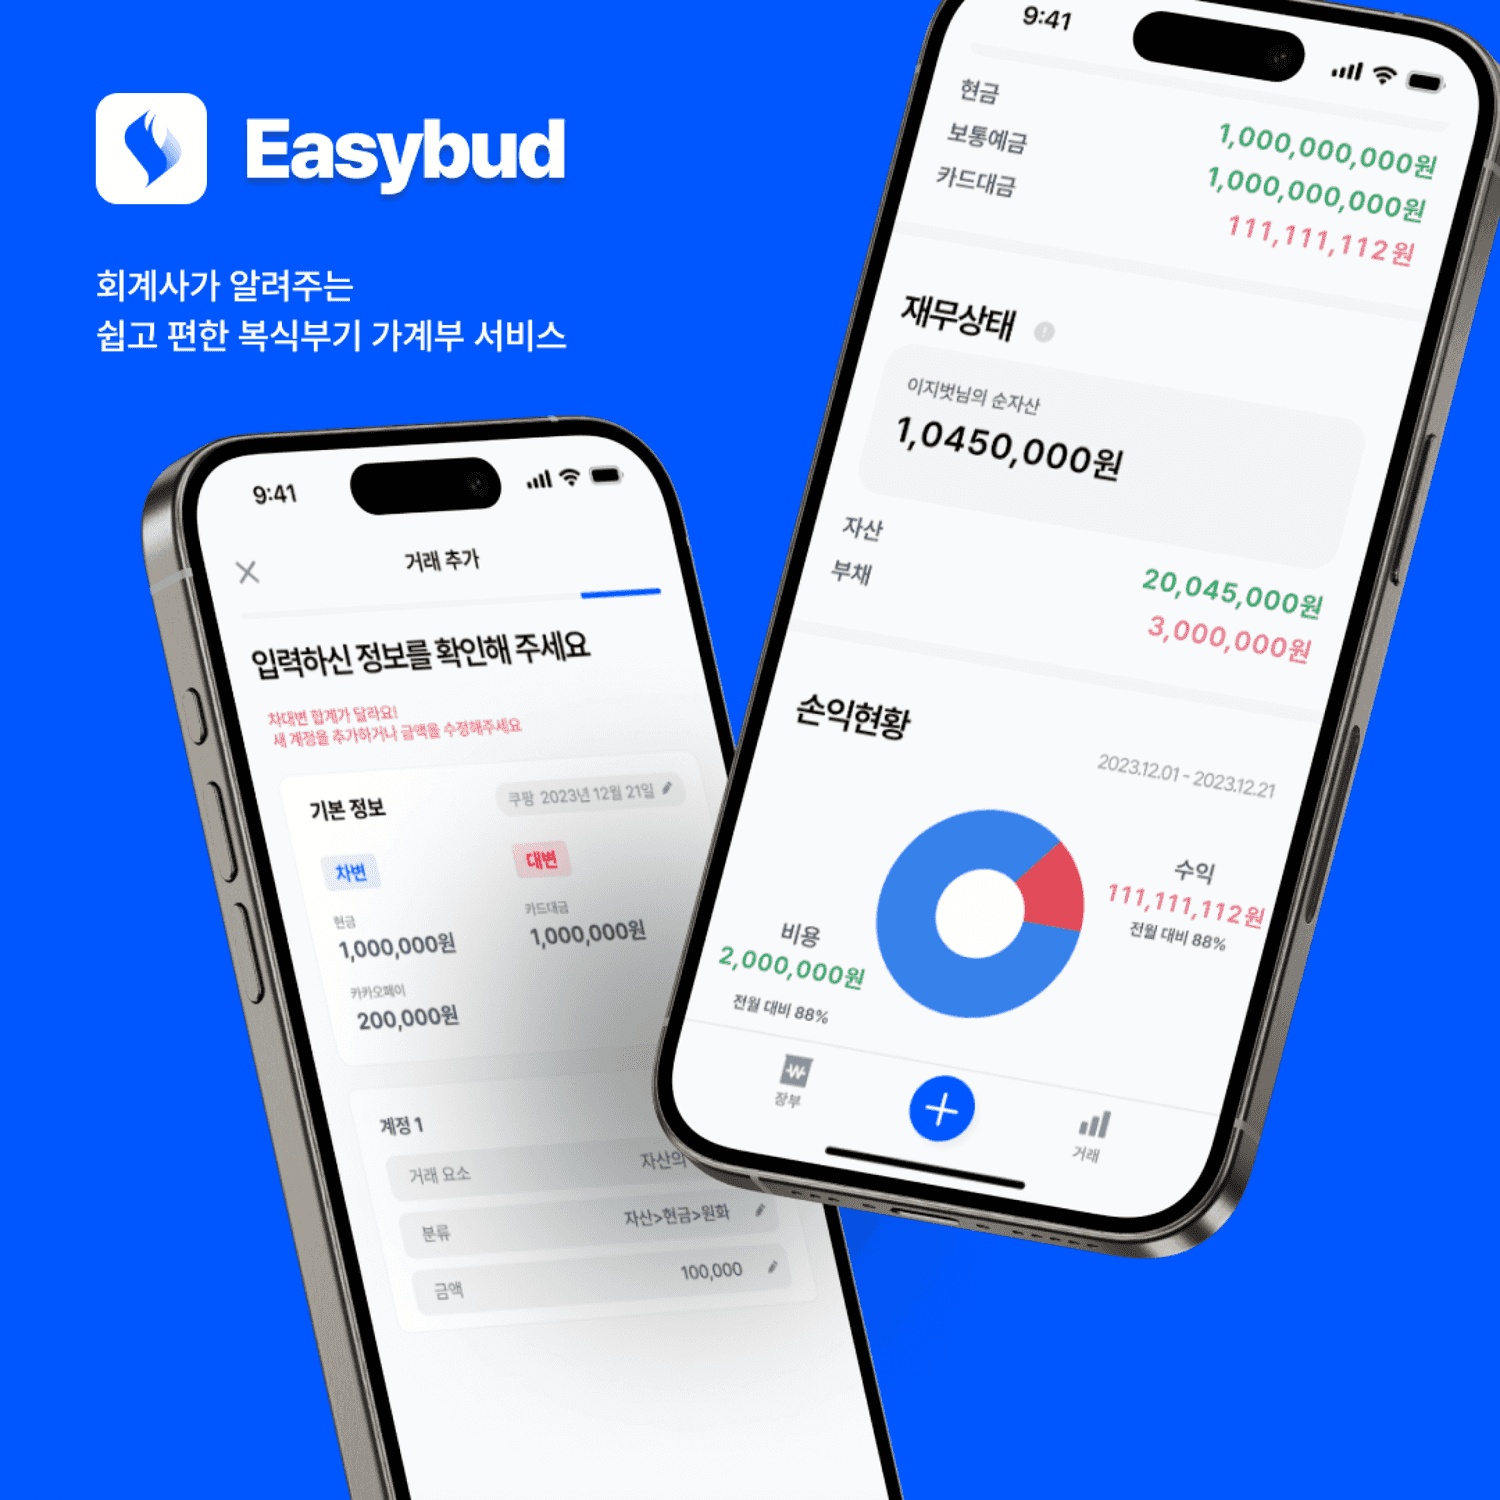 Easybud
회계사가 알려주는
쉽고 편한 복식부기 가계부 서비스
9:41
거래 추가
입력하신 정보를 확인해 주세요
차대변 합계가 달라요!
새 계정을 추가하거나 금액을 수정해주세요
기본 정보
쿠팡 2023년 12월 21일
차변
대변
현금
카드대금
1,000,000원
1,000,000원
카카오페이
200,000원
계정 1
거래 요소
자산의
분류
자산>현금>원화
금액
100,000
9:41
현금
1,000,000,000원
보통예금
1,000,000,000원
카드대금
111,111,112원
재무상태
이지벗님의 순자산
1,0450,000원
자산
20,045,000원
부채
3,000,000원
손익현황
2023.12.01 - 2023.12.21
수익
111,111,112원
전월 대비 88%
비용
2,000,000원
전월 대비 88%
장부
거래